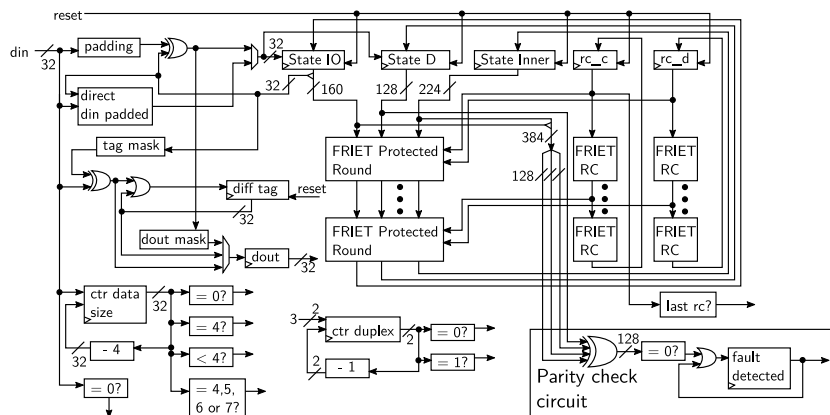 reset
din
32
padding
32
State IO
State D
State Inner
rc_c
rc_d
direct
din padded
32
160
128
224
384
tag mask
FRIET Protected
Round
FRIET
RC
FRIET
RC
128
diff tag
reset
32
dout mask
FRIET Protected
Round
FRIET
RC
FRIET
RC
dout
32
ctr data
size
32
= 0?
= 4?
< 4?
= 4,5,
6 or 7?
- 4
32
= 0?
3
2
ctr duplex
2
= 0?
= 1?
- 1
2
last rc?
128
= 0?
fault
detected
Parity check
circuit